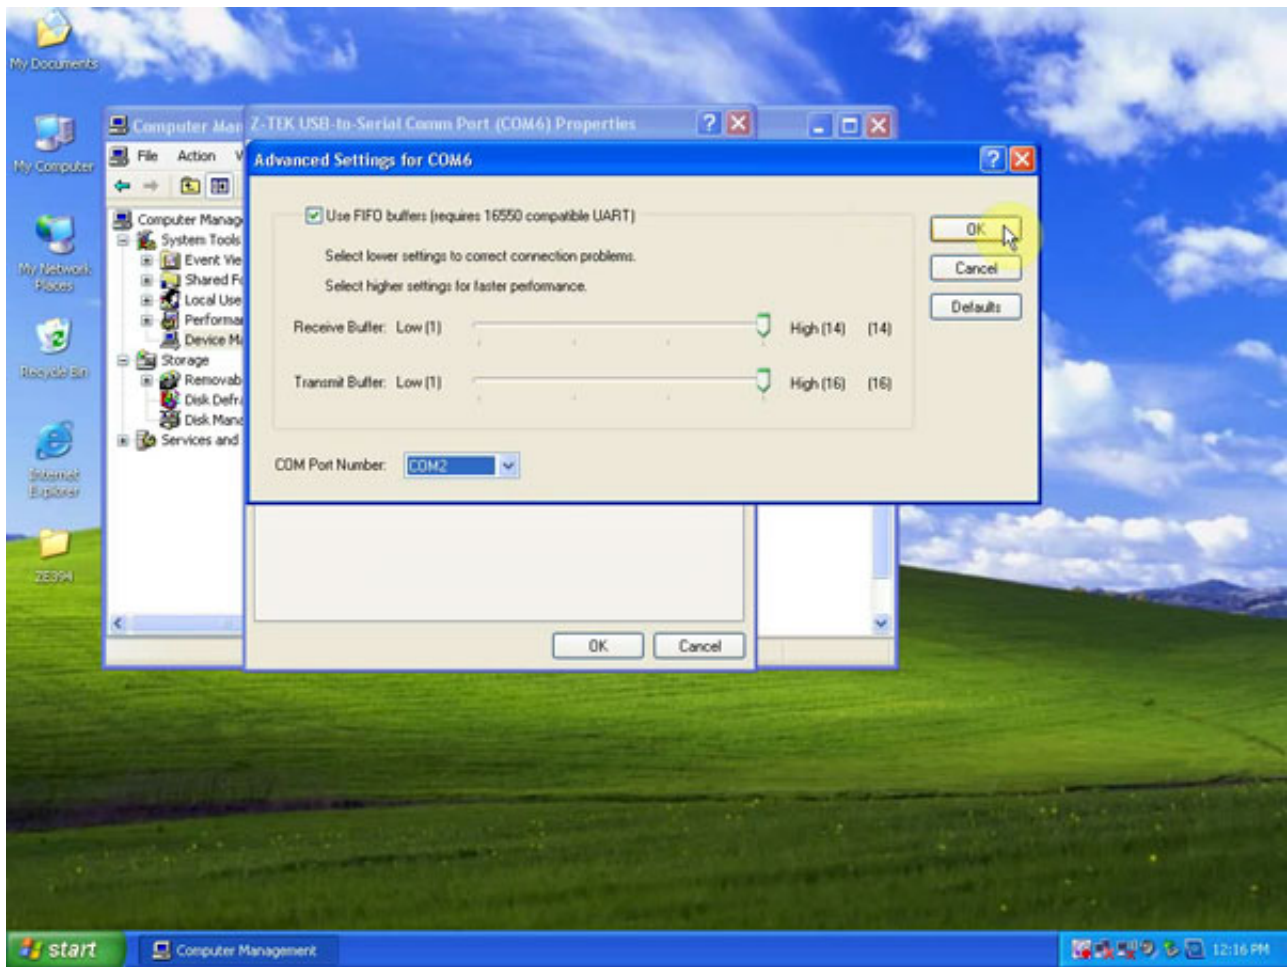 My Documents
My Computer
My Network
Places
Recycle Bin
Internet
Explorer
ZE394
Computer Man
Z-TEK USB-to-Serial Comm Port (COM6) Properties
File Action V
Advanced Settings for COM6
Computer Manag
System Tools
Event Vie
Shared Fo
Local Use
Performa
Device M
Storage
Removab
Disk Defr
Disk Mana
Services and
Use FIFO buffers (requires 16550 compatible UART)
Select lower settings to correct connection problems.
Select higher settings for faster performance.
Receive Buffer: Low (1) High (14) (14)
Transmit Buffer: Low (1) High (16) (16)
COM Port Number: COM2
OK
Cancel
Defaults
OK Cancel
start Computer Management 12:16 PM